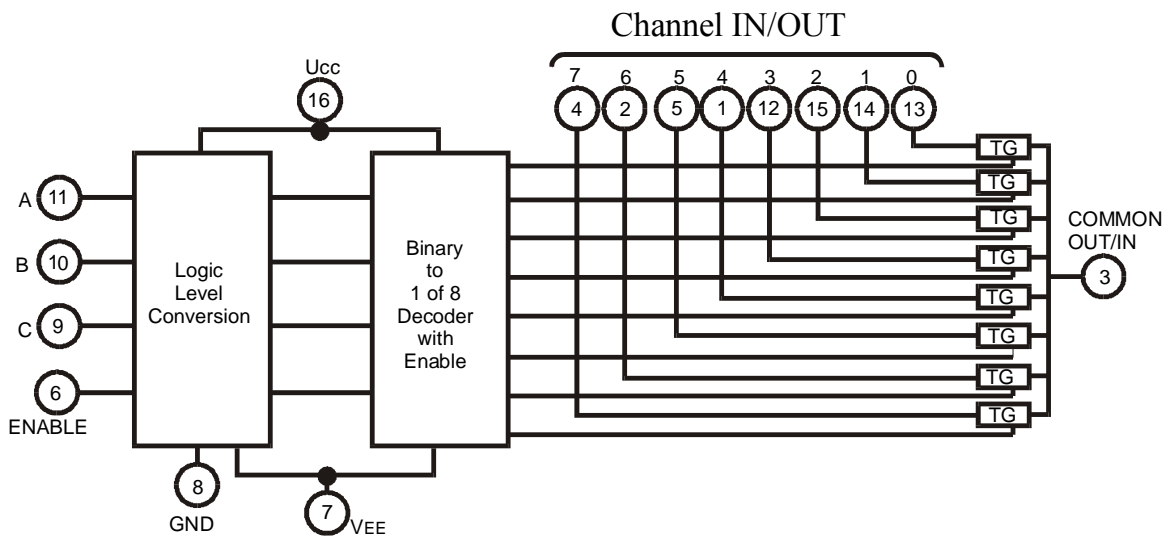 Channel IN/OUT
Ucc
16
7 6 5 4 3 2 1 0
4 2 5 1 12 15 14 13
TG
TG
TG
TG
TG
TG
TG
TG
A 11
B 10
C 9
6
ENABLE
Logic
Level
Conversion
Binary
to
1 of 8
Decoder
with
Enable
COMMON
OUT/IN
3
8
GND
7
VEE